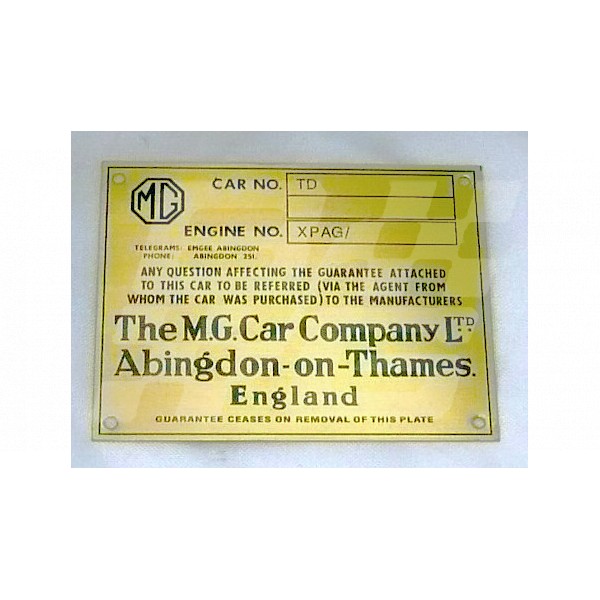 MG
CAR NO. TD
ENGINE NO. XPAG/
TELEGRAMS: EMGEE ABINGDON
PHONE: ABINGDON 251.
ANY QUESTION AFFECTING THE GUARANTEE ATTACHED
TO THIS CAR TO BE REFERRED (VIA THE AGENT FROM
WHOM THE CAR WAS PURCHASED) TO THE MANUFACTURERS
The M.G. Car Company LTD.
Abingdon-on-Thames.
England
GUARANTEE CEASES ON REMOVAL OF THIS PLATE